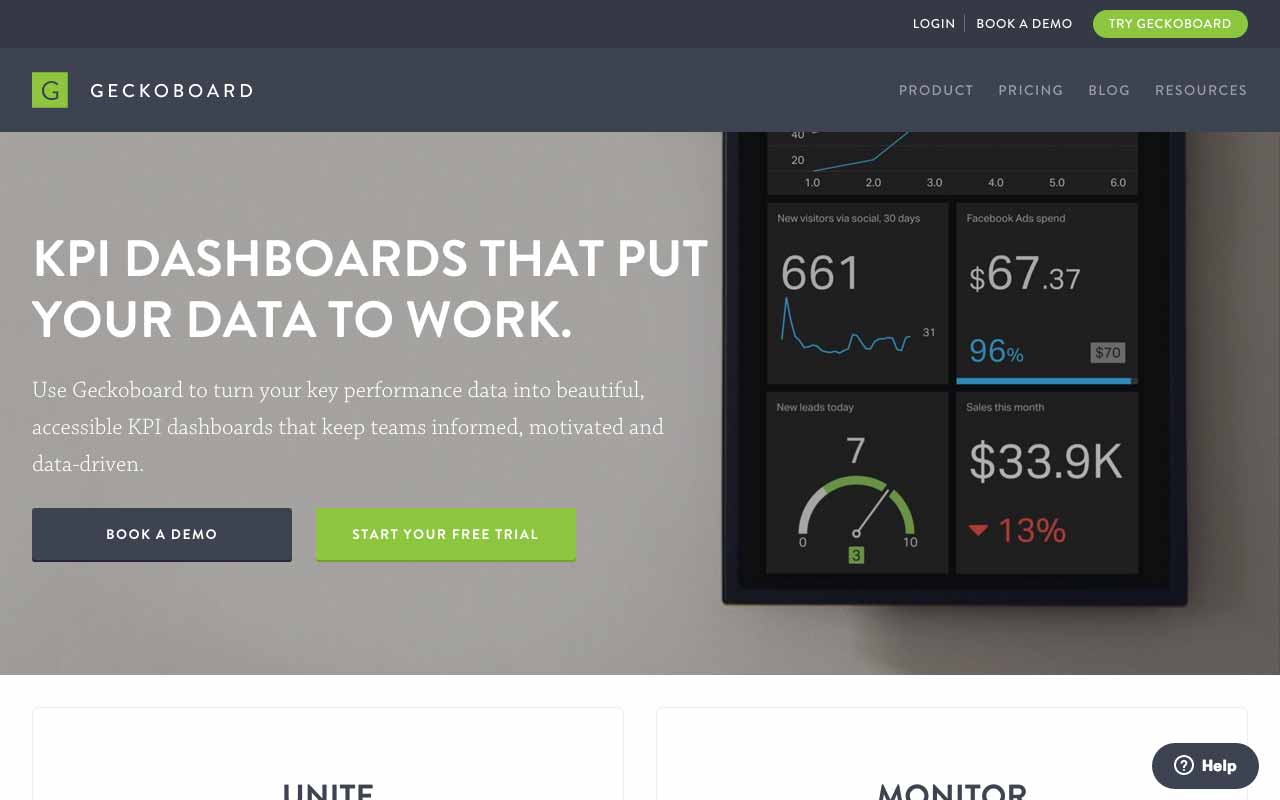 LOGIN
BOOK A DEMO
TRY GECKOBOARD
G GECKOBOARD
PRODUCT
PRICING
BLOG
RESOURCES
KPI DASHBOARDS THAT PUT
YOUR DATA TO WORK.
Use Geckoboard to turn your key performance data into beautiful,
accessible KPI dashboards that keep teams informed, motivated and
data-driven.
BOOK A DEMO
START YOUR FREE TRIAL
40
20
1.0 2.0 3.0 4.0 5.0 6.0
New visitors via social, 30 days
661
31
Facebook Ads spend
$67.37
96%
$70
New leads today
7
0
10
3
Sales this month
$33.9K
13%
UNITE
MONITOR
Help